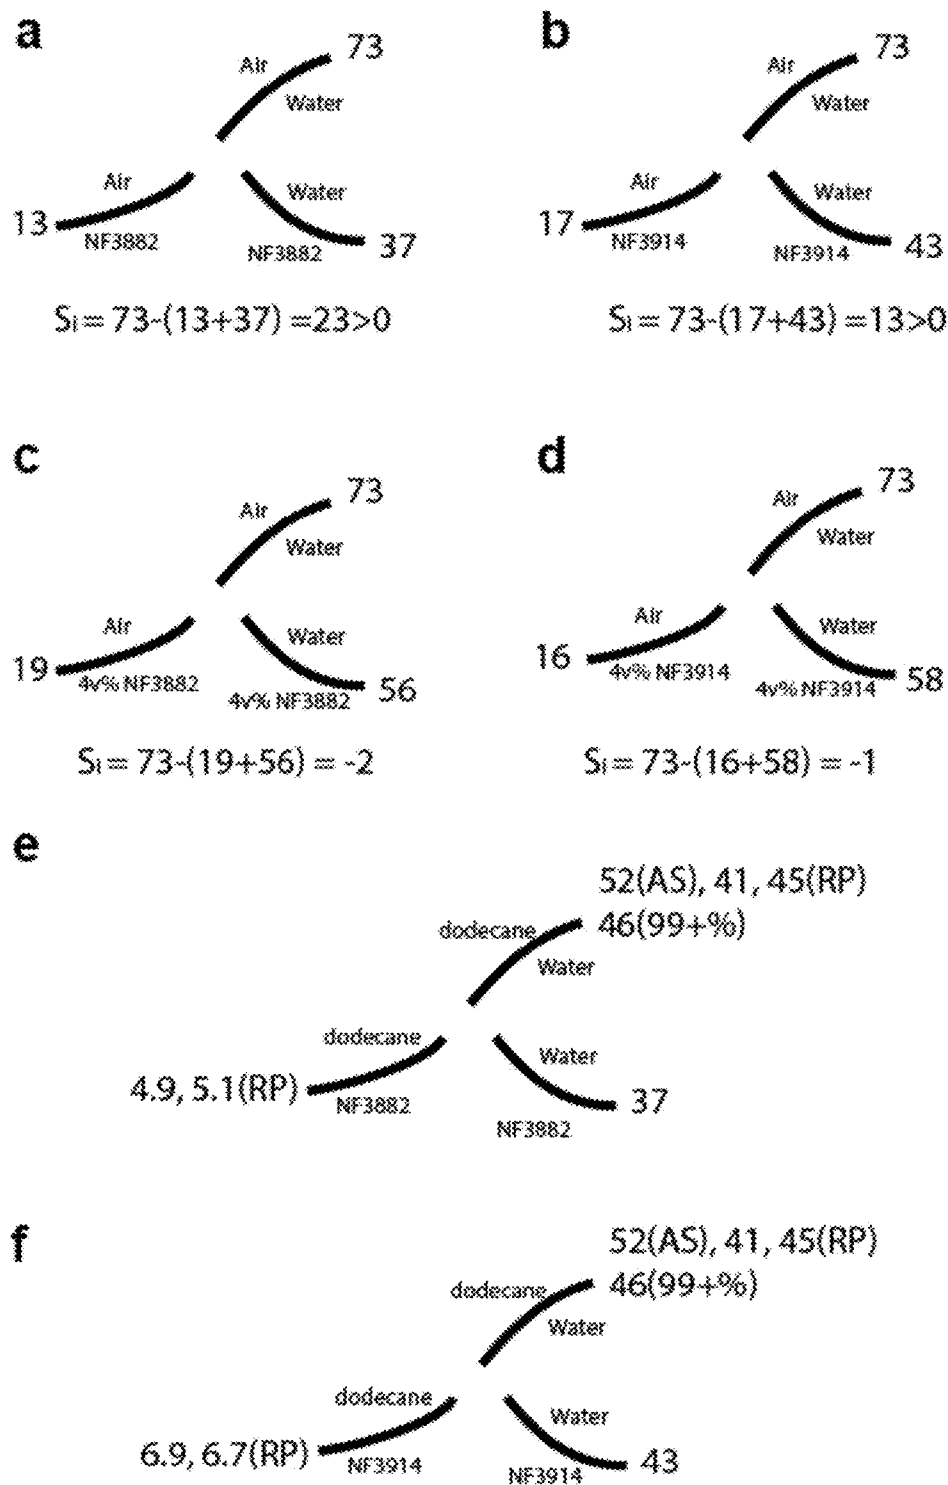 a
Air
73
Water
Air
13
NF3882
Water
NF3882
37
Si = 73-(13+37) =23>0
b
Air
73
Water
Air
17
NF3914
Water
NF3914
43
Si = 73-(17+43) =13>0
c
Air
73
Water
Air
19
4v% NF3882
Water
4v% NF3882
56
Si = 73-(19+56) = -2
d
Air
73
Water
Air
16
4v% NF3914
Water
4v% NF3914
58
Si = 73-(16+58) = -1
e
52(AS), 41, 45(RP)
dodecane
46(99+%)
Water
dodecane
4.9, 5.1(RP)
NF3882
Water
NF3882
37
f
52(AS), 41, 45(RP)
dodecane
46(99+%)
Water
dodecane
6.9, 6.7(RP)
NF3914
Water
NF3914
43